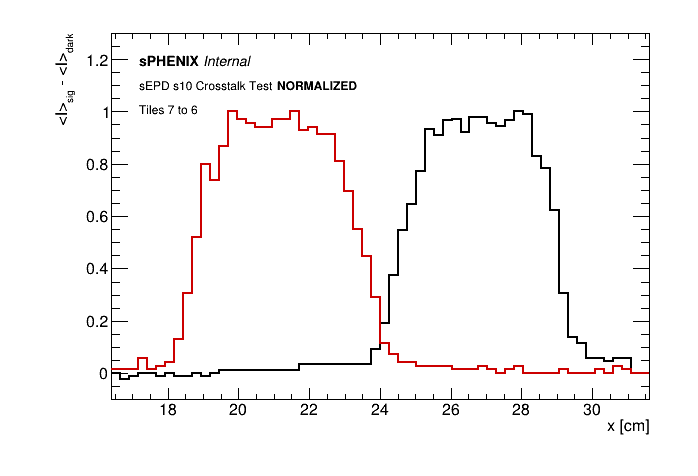 <I>sig - <I>dark
sPHENIX Internal
sEPD s10 Crosstalk Test NORMALIZED
Tiles 7 to 6
1.2
1
0.8
0.6
0.4
0.2
0
18 20 22 24 26 28 30
x [cm]